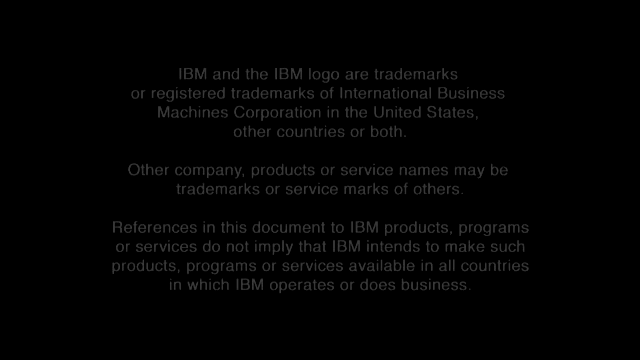 IBM and the IBM logo are trademarks
or registered trademarks of International Business
Machines Corporation in the United States,
other countries or both.
Other company, products or service names may be
trademarks or service marks of others.
References in this document to IBM products, programs
or services do not imply that IBM intends to make such
products, programs or services available in all countries
in which IBM operates or does business.